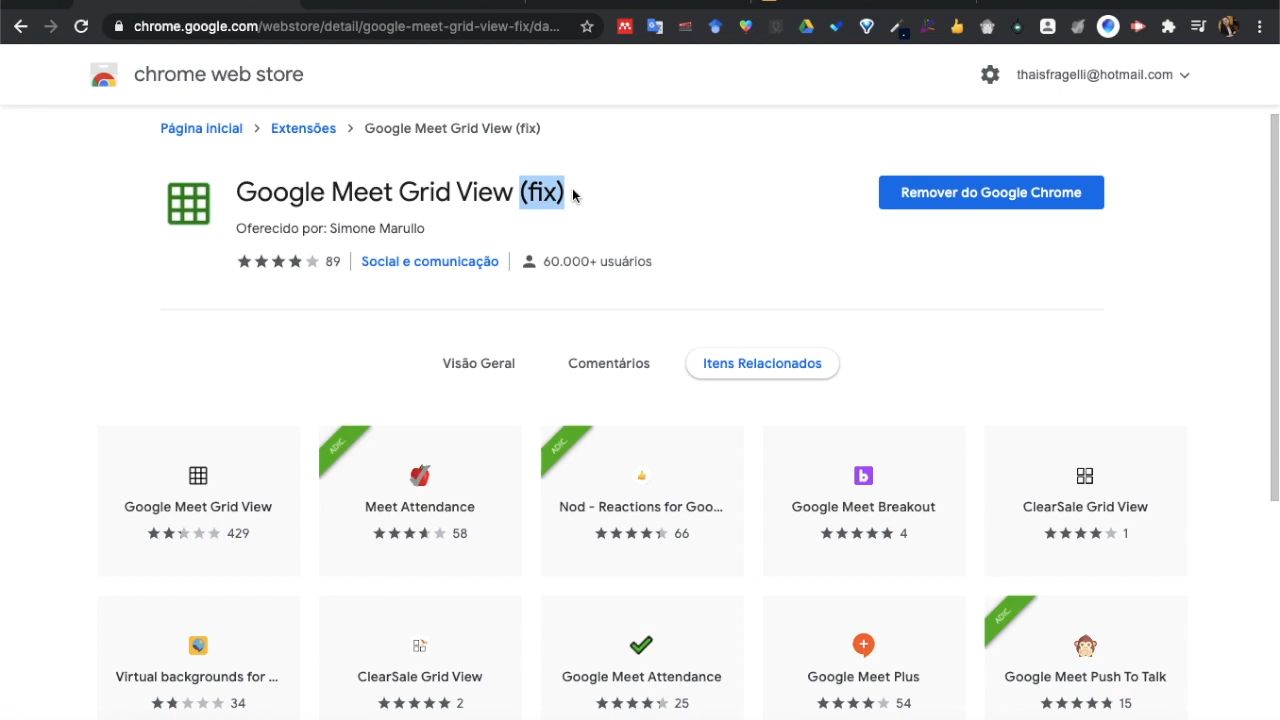 chrome.google.com/webstore/detail/google-meet-grid-view-fix/da...
chrome web store
thaisfragelli@hotmail.com
Página inicial > Extensões > Google Meet Grid View (fix)
Google Meet Grid View (fix)
Remover do Google Chrome
Oferecido por: Simone Marullo
89
Social e comunicação
60.000+ usuários
Visão Geral
Comentários
Itens Relacionados
ADIC.
ADIC.
b
Google Meet Grid View
Meet Attendance
Nod - Reactions for Goo...
Google Meet Breakout
ClearSale Grid View
429
58
66
4
1
ADIC.
Virtual backgrounds for ...
ClearSale Grid View
Google Meet Attendance
Google Meet Plus
Google Meet Push To Talk
34
2
25
54
15